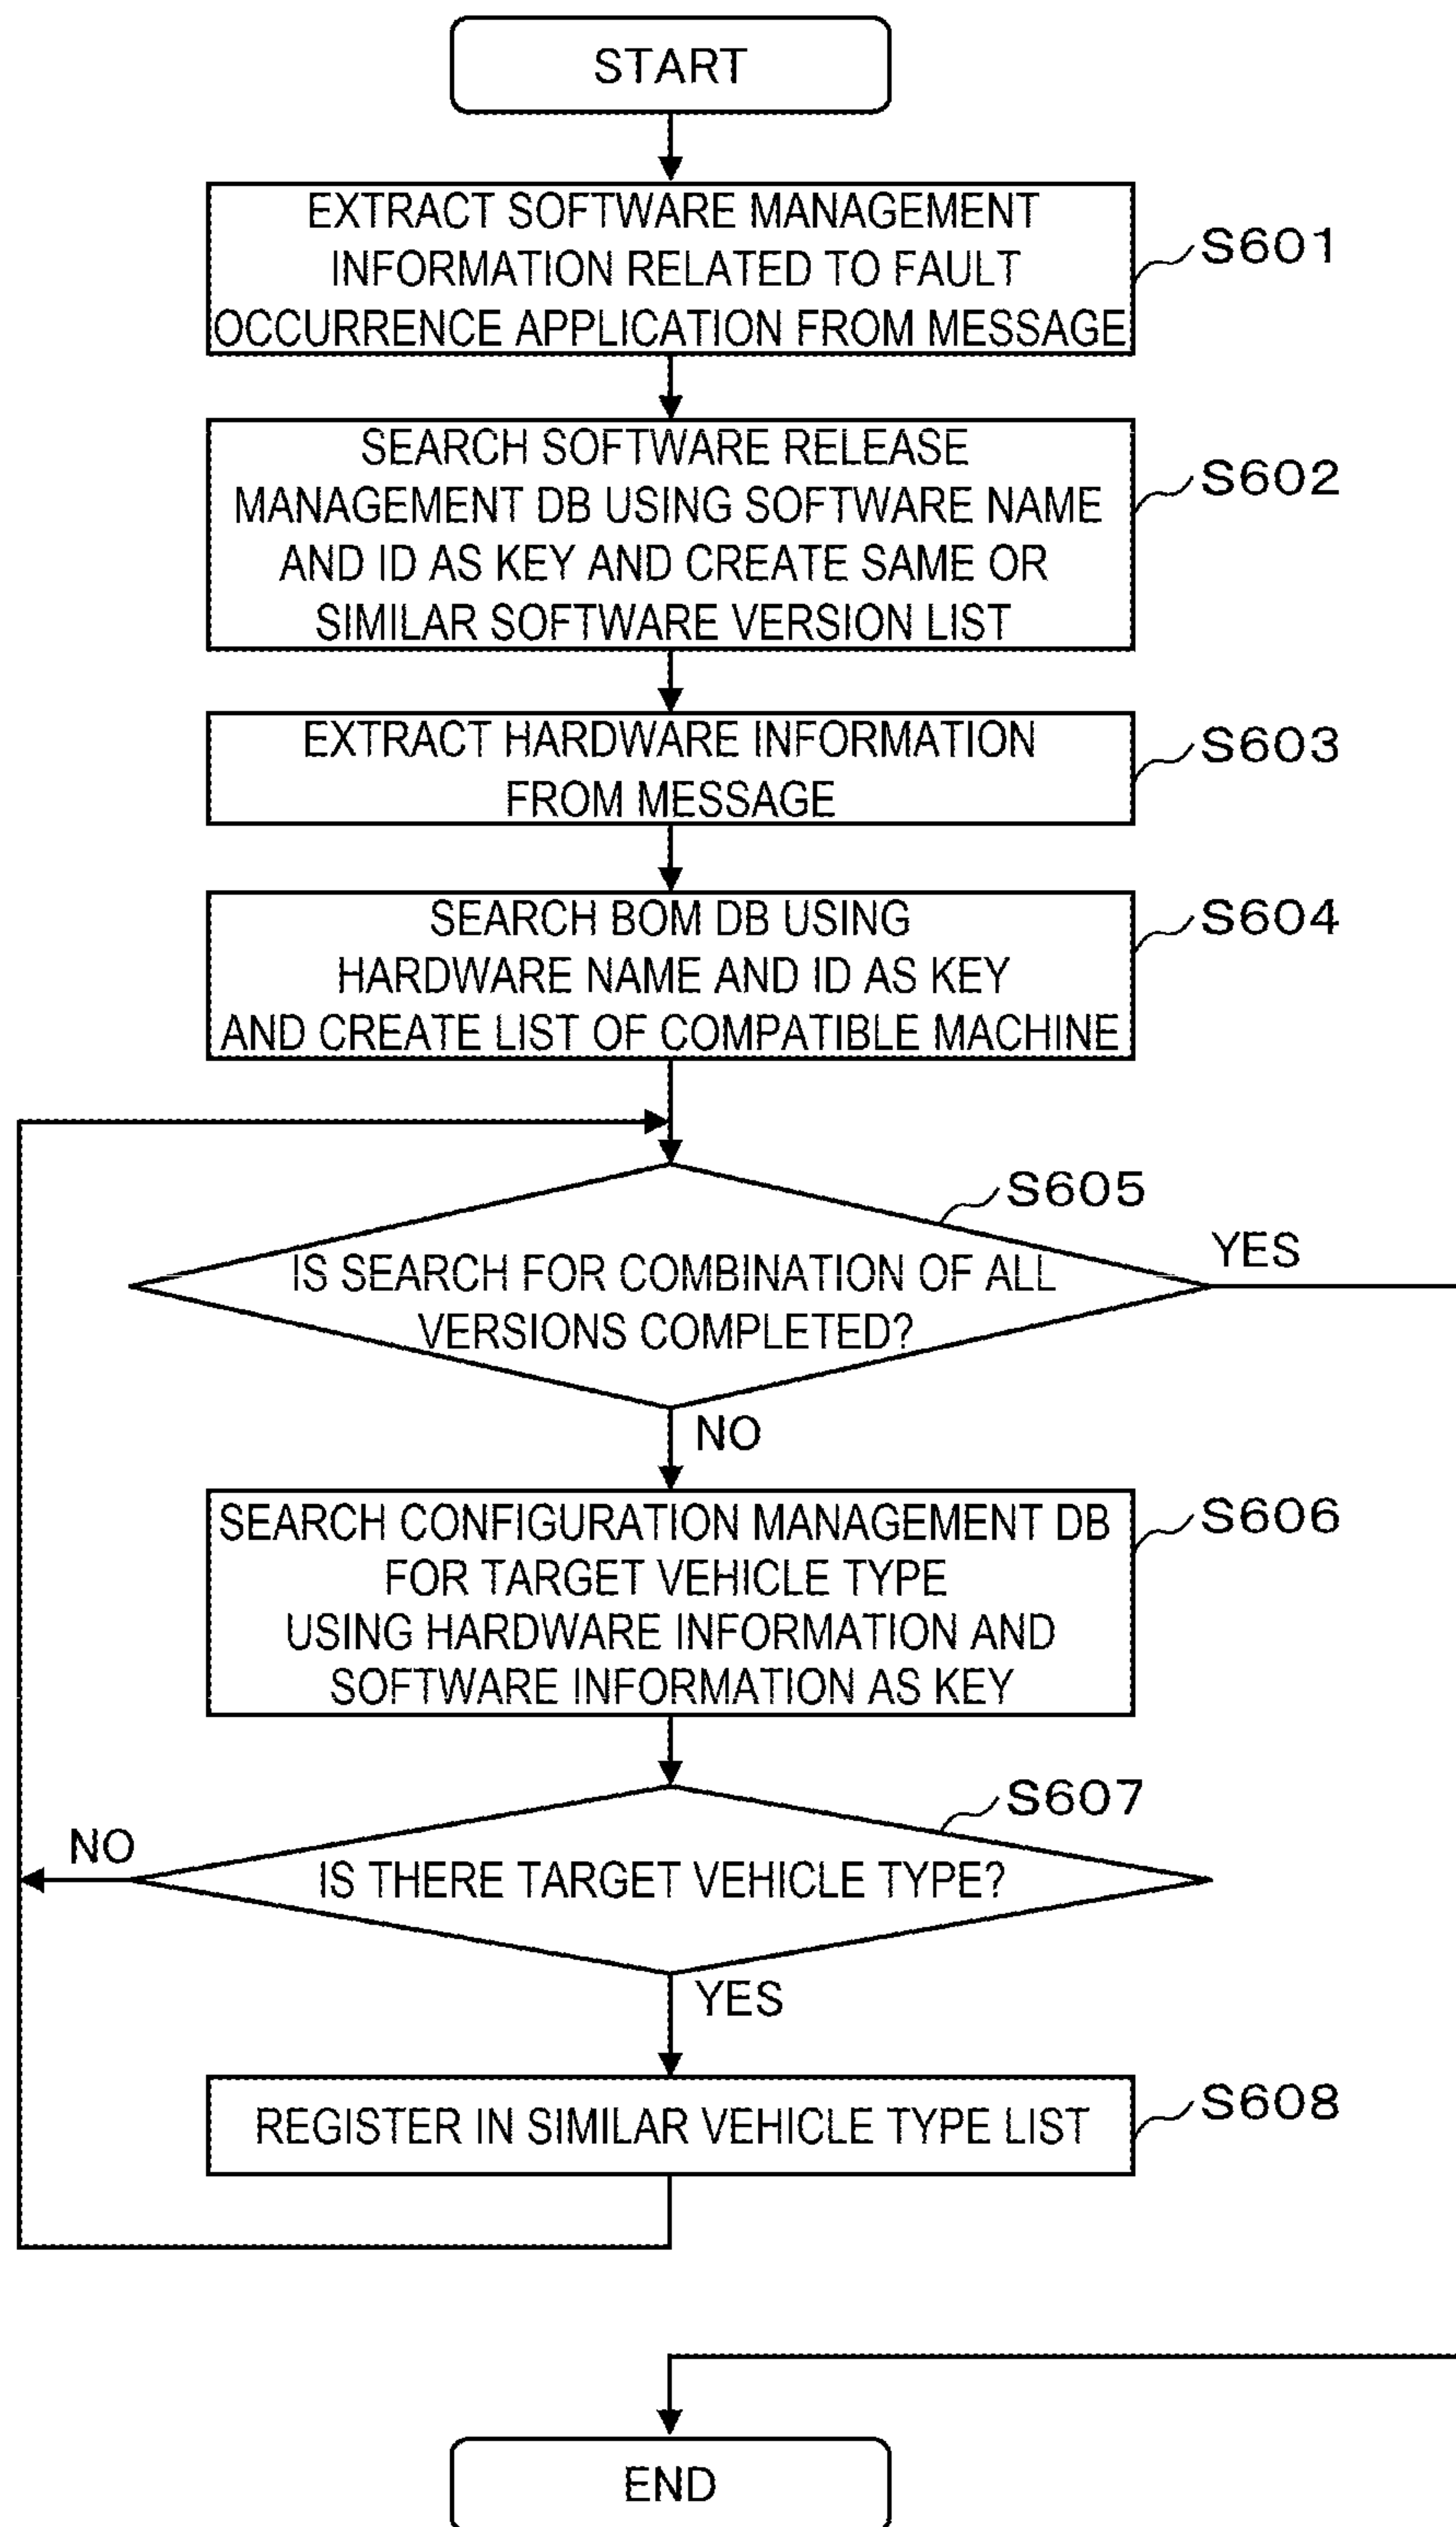 START
EXTRACT SOFTWARE MANAGEMENT
INFORMATION RELATED TO FAULT
OCCURRENCE APPLICATION FROM MESSAGE
S601
SEARCH SOFTWARE RELEASE
MANAGEMENT DB USING SOFTWARE NAME
AND ID AS KEY AND CREATE SAME OR
SIMILAR SOFTWARE VERSION LIST
S602
EXTRACT HARDWARE INFORMATION
FROM MESSAGE
S603
SEARCH BOM DB USING
HARDWARE NAME AND ID AS KEY
AND CREATE LIST OF COMPATIBLE MACHINE
S604
S605
IS SEARCH FOR COMBINATION OF ALL
VERSIONS COMPLETED?
YES
NO
SEARCH CONFIGURATION MANAGEMENT DB
FOR TARGET VEHICLE TYPE
USING HARDWARE INFORMATION AND
SOFTWARE INFORMATION AS KEY
S606
S607
IS THERE TARGET VEHICLE TYPE?
NO
YES
REGISTER IN SIMILAR VEHICLE TYPE LIST
S608
END